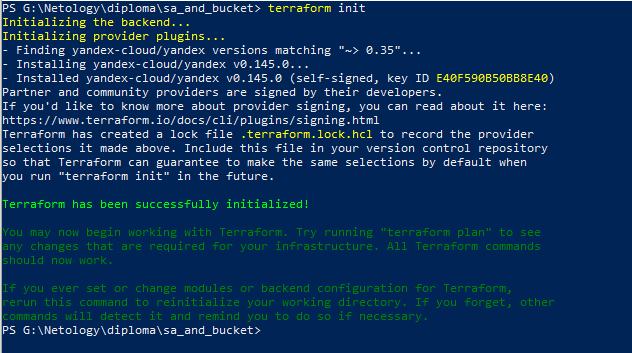 PS G:\Netology\diploma\sa_and_bucket> terraform init
Initializing the backend...
Initializing provider plugins...
- Finding yandex-cloud/yandex versions matching "~> 0.35"...
- Installing yandex-cloud/yandex v0.145.0...
- Installed yandex-cloud/yandex v0.145.0 (self-signed, key ID E40F590B50BB8E40)
Partner and community providers are signed by their developers.
If you'd like to know more about provider signing, you can read about it here:
https://www.terraform.io/docs/cli/plugins/signing.html
Terraform has created a lock file .terraform.lock.hcl to record the provider
selections it made above. Include this file in your version control repository
so that Terraform can guarantee to make the same selections by default when
you run "terraform init" in the future.
Terraform has been successfully initialized!
You may now begin working with Terraform. Try running "terraform plan" to see
any changes that are required for your infrastructure. All Terraform commands
should now work.
If you ever set or change modules or backend configuration for Terraform,
rerun this command to reinitialize your working directory. If you forget, other
commands will detect it and remind you to do so if necessary.
PS G:\Netology\diploma\sa_and_bucket>